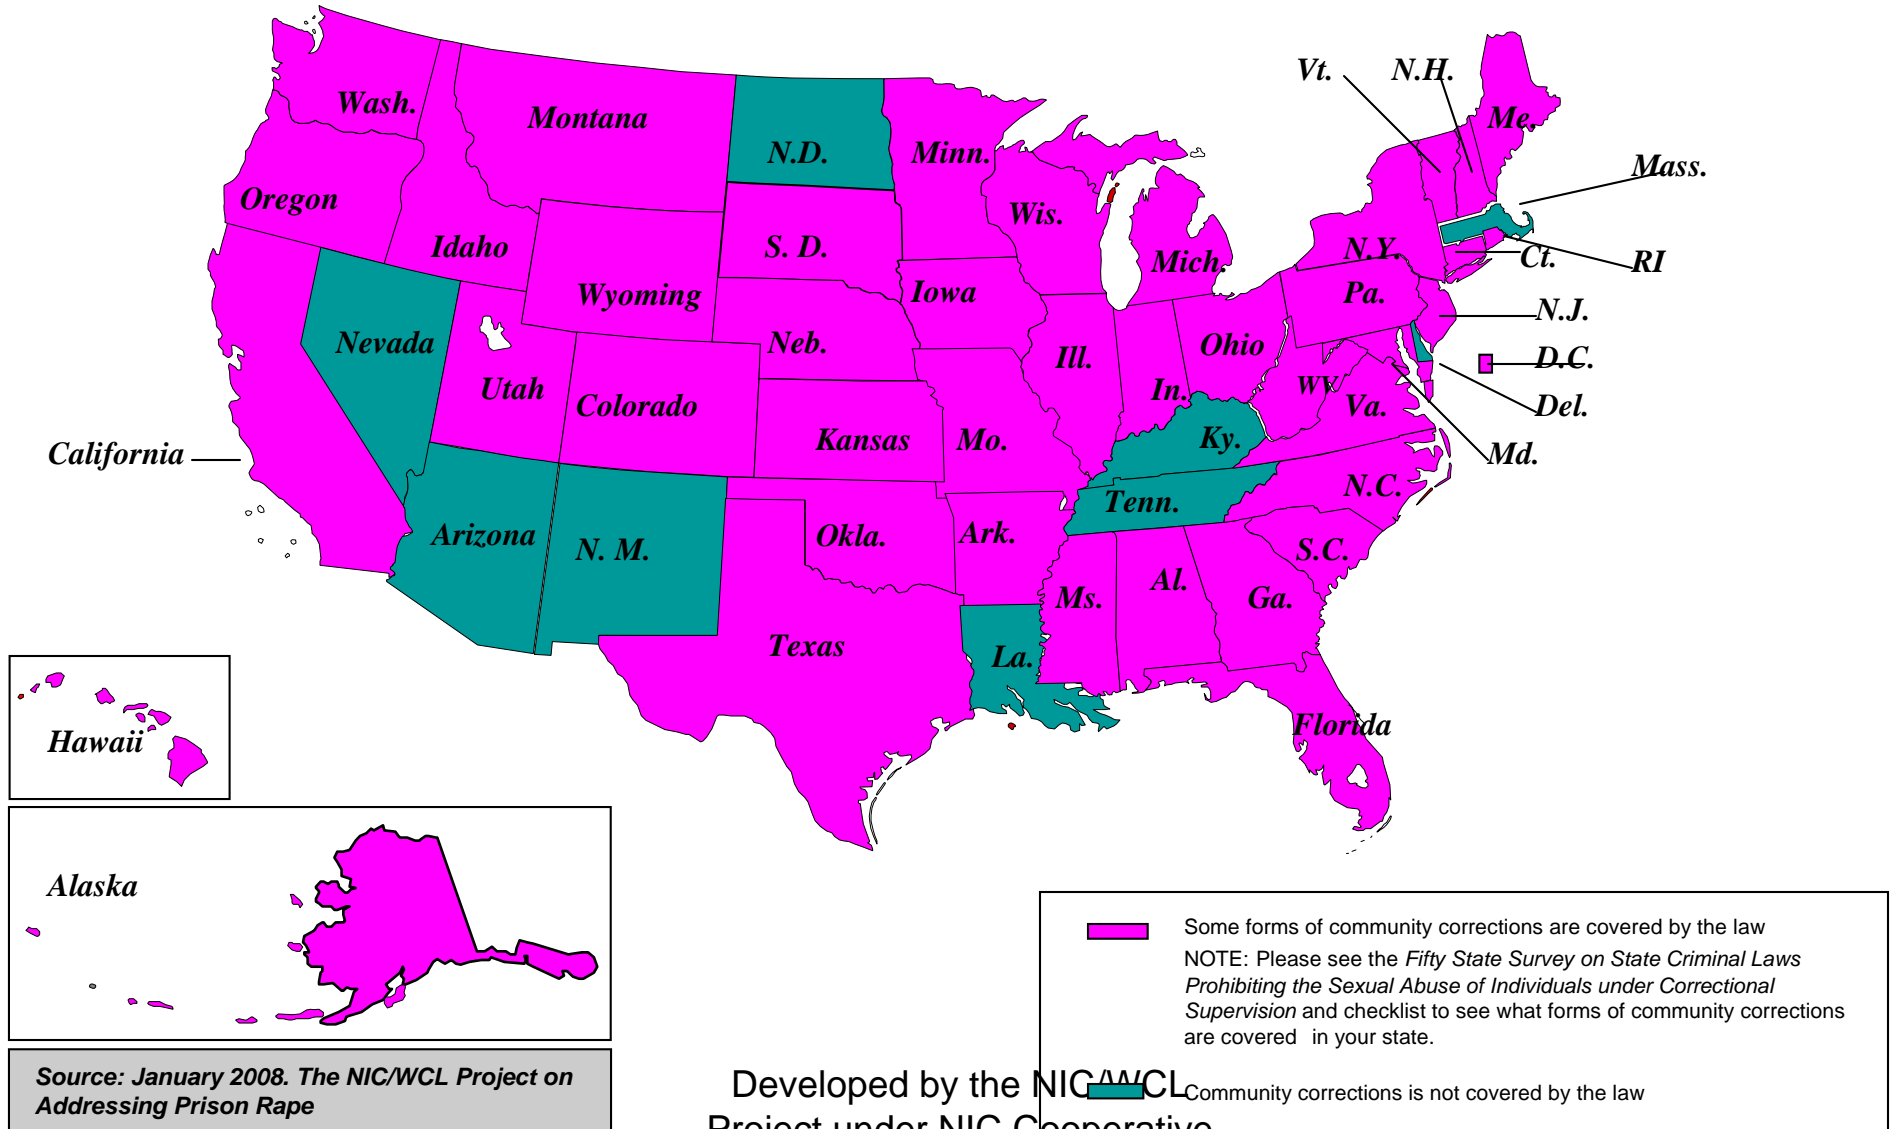 Vt.
N.H.
Wash.
Montana
Me.
N.D.
Minn.
Mass.
Oregon
Wis.
Idaho
S. D.
N.Y.
Mich.
Ct.
RI
Wyoming
Iowa
Pa.
N.J.
Nevada
Neb.
Ill.
Ohio
D.C.
Utah
Colorado
In.
WV
Va.
Del.
California
Kansas
Mo.
Ky.
Md.
Arizona
N. M.
Okla.
Ark.
Tenn.
N.C.
S.C.
Ms.
Al.
Ga.
Texas
La.
Hawaii
Florida
Alaska
Some forms of community corrections are covered by the law
NOTE: Please see the Fifty State Survey on State Criminal Laws
Prohibiting the Sexual Abuse of Individuals under Correctional
Supervision and checklist to see what forms of community corrections
are covered in your state.
Community corrections is not covered by the law
Source: January 2008. The NIC/WCL Project on
Addressing Prison Rape
Developed by the NIC/WCL
Project under NIC Cooperative